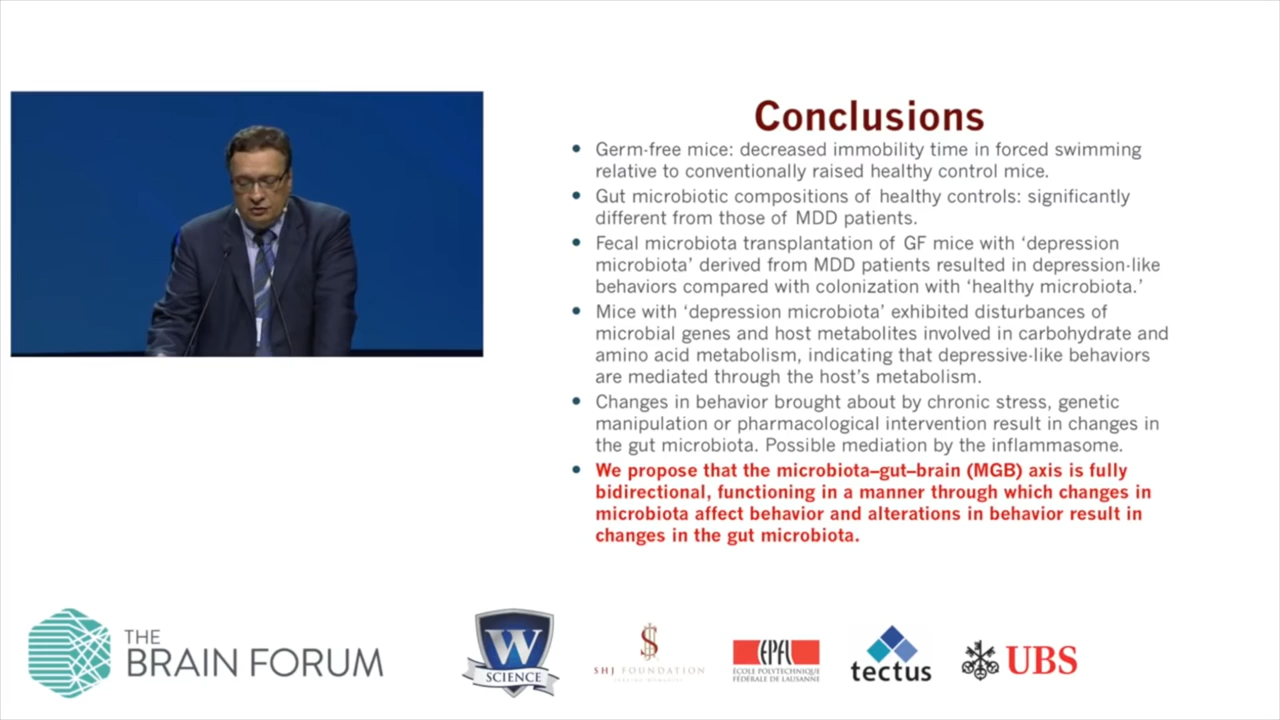 Conclusions
• Germ-free mice: decreased immobility time in forced swimming
relative to conventionally raised healthy control mice.
• Gut microbiotic compositions of healthy controls: significantly
different from those of MDD patients.
• Fecal microbiota transplantation of GF mice with ‘depression
microbiota’ derived from MDD patients resulted in depression-like
behaviors compared with colonization with ‘healthy microbiota.’
• Mice with ‘depression microbiota’ exhibited disturbances of
microbial genes and host metabolites involved in carbohydrate and
amino acid metabolism, indicating that depressive-like behaviors
are mediated through the host’s metabolism.
• Changes in behavior brought about by chronic stress, genetic
manipulation or pharmacological intervention result in changes in
the gut microbiota. Possible mediation by the inflammasome.
• We propose that the microbiota–gut–brain (MGB) axis is fully
bidirectional, functioning in a manner through which changes in
microbiota affect behavior and alterations in behavior result in
changes in the gut microbiota.
THE
BRAIN FORUM
W
SCIENCE
SHJ FOUNDATION
EPFL
ECOLE POLYTECHNIQUE
FÉDÉRALE DE LAUSANNE
tectus
UBS